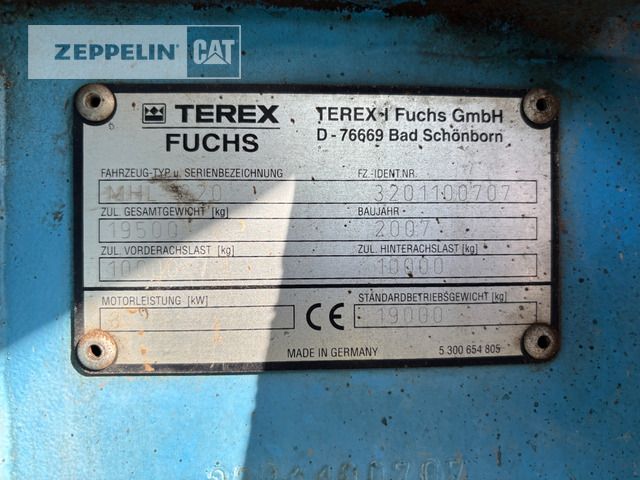 ZEPPELIN CAT
TEREX
FUCHS
TEREX-I Fuchs GmbH
D - 76669 Bad Schönborn
FAHRZEUG-TYP u. SERIENBEZEICHNUNG
FZ.-IDENT.NR.
MHL
3201100707
ZUL. GESAMTGEWICHT [kg]
BAUJAHR
19500
2007
ZUL. VORDERACHSLAST [kg]
ZUL. HINTERACHSLAST [kg]
10000
10000
MOTORLEISTUNG [kW]
CE
STANDARDBETRIEBSGEWICHT [kg]
19000
MADE IN GERMANY
5 300 654 805